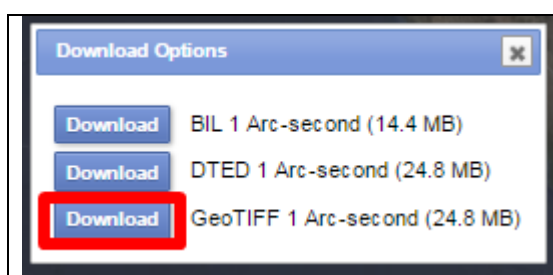 Download Options
Download BIL 1 Arc-second (14.4 MB)
Download DTED 1 Arc-second (24.8 MB)
Download GeoTIFF 1 Arc-second (24.8 MB)